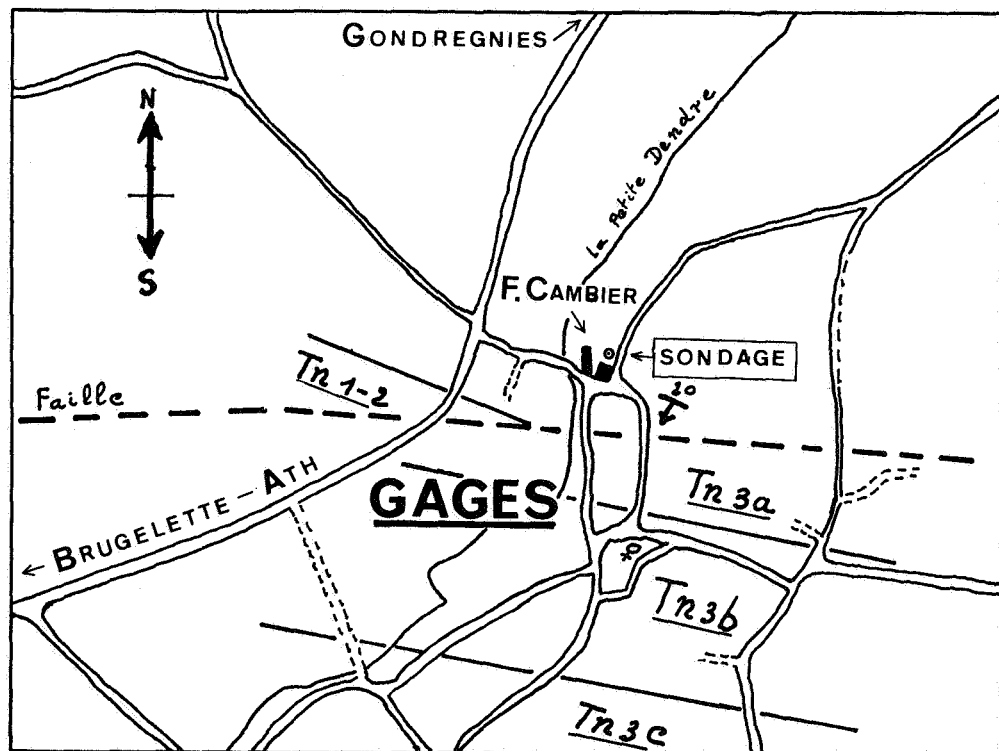 GONDREGNIES
N
S
La Petite Dendre
F. CAMBIER
SONDAGE
Tn 1-2
20
Faille
BRUGELETTE - ATH
GAGES
Tn 3a
Tn 3b
Tn 3c